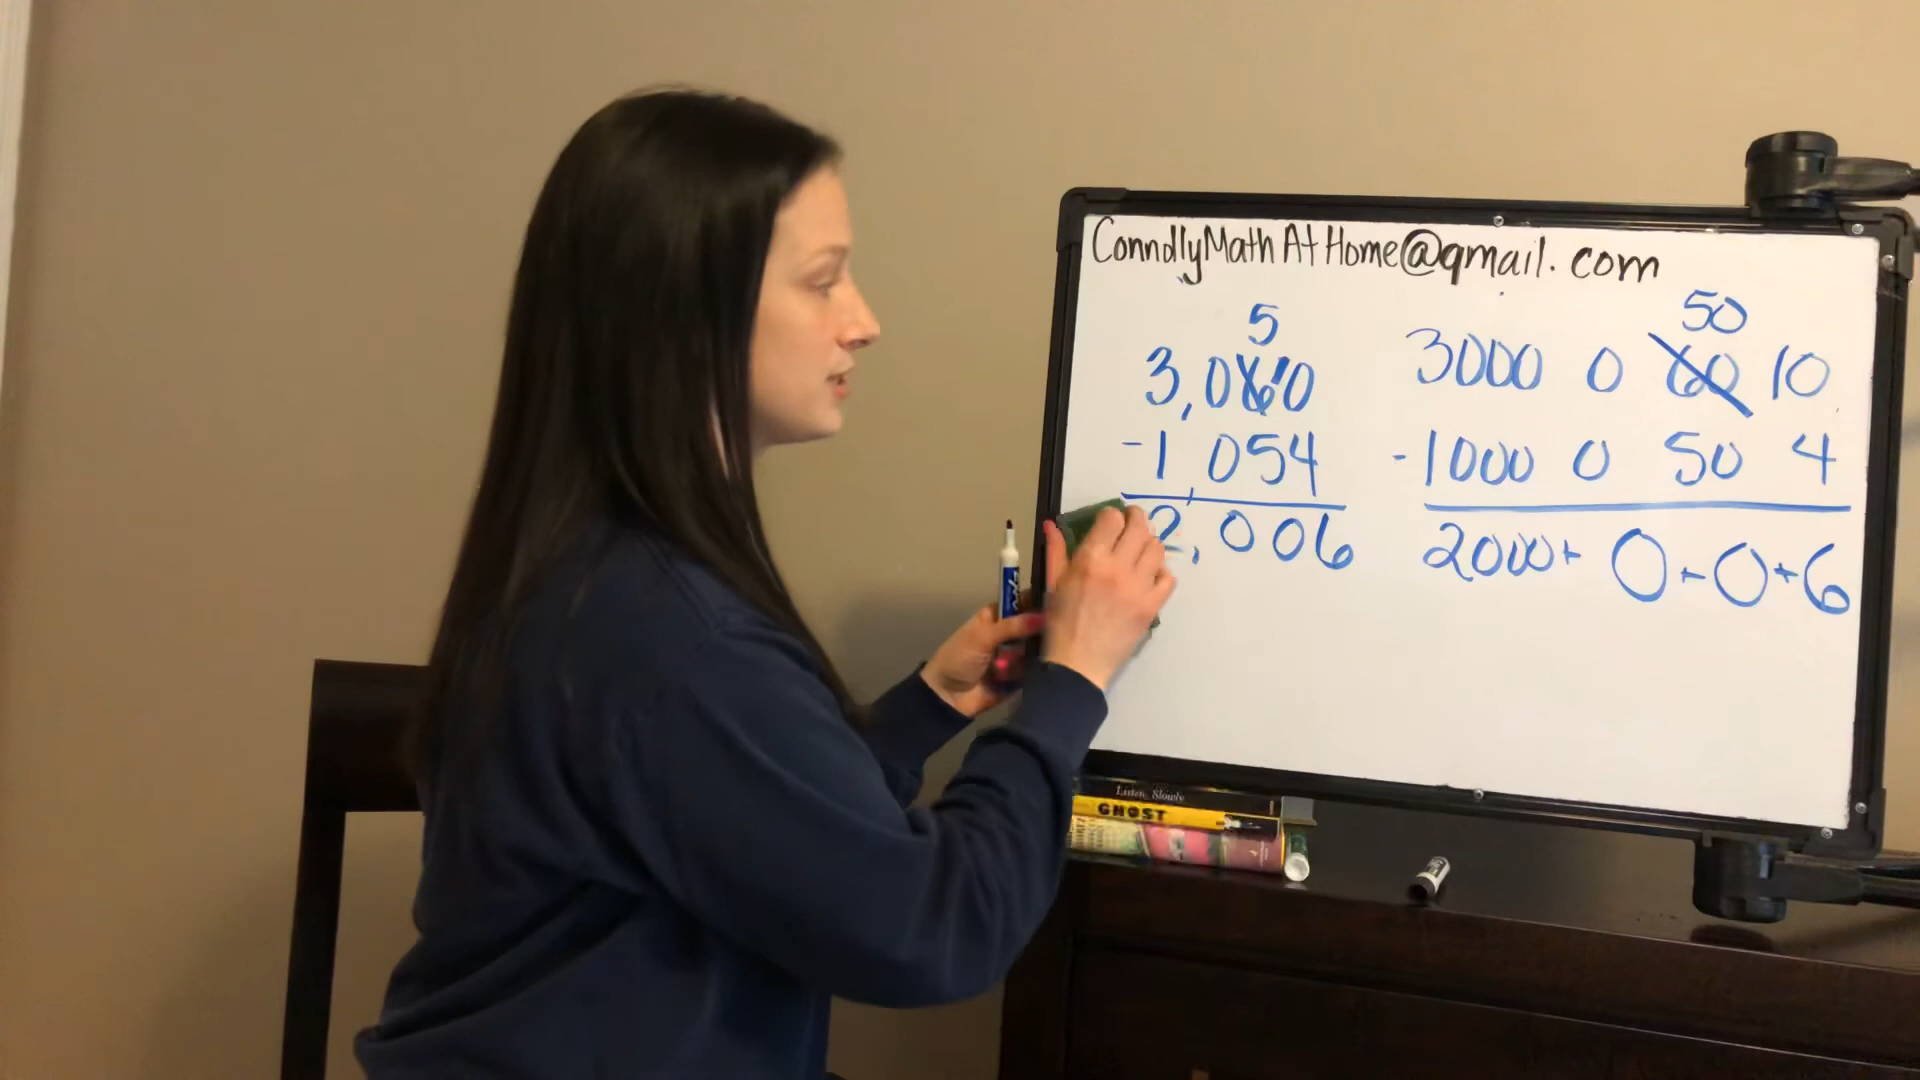 ConnollyMathAtHome@gmail.com
5
3,060
-1,054
2,006
50
3000 0 60 10
-1000 0 50 4
2000+ 0+0+6
Listen, Slowly
GHOST